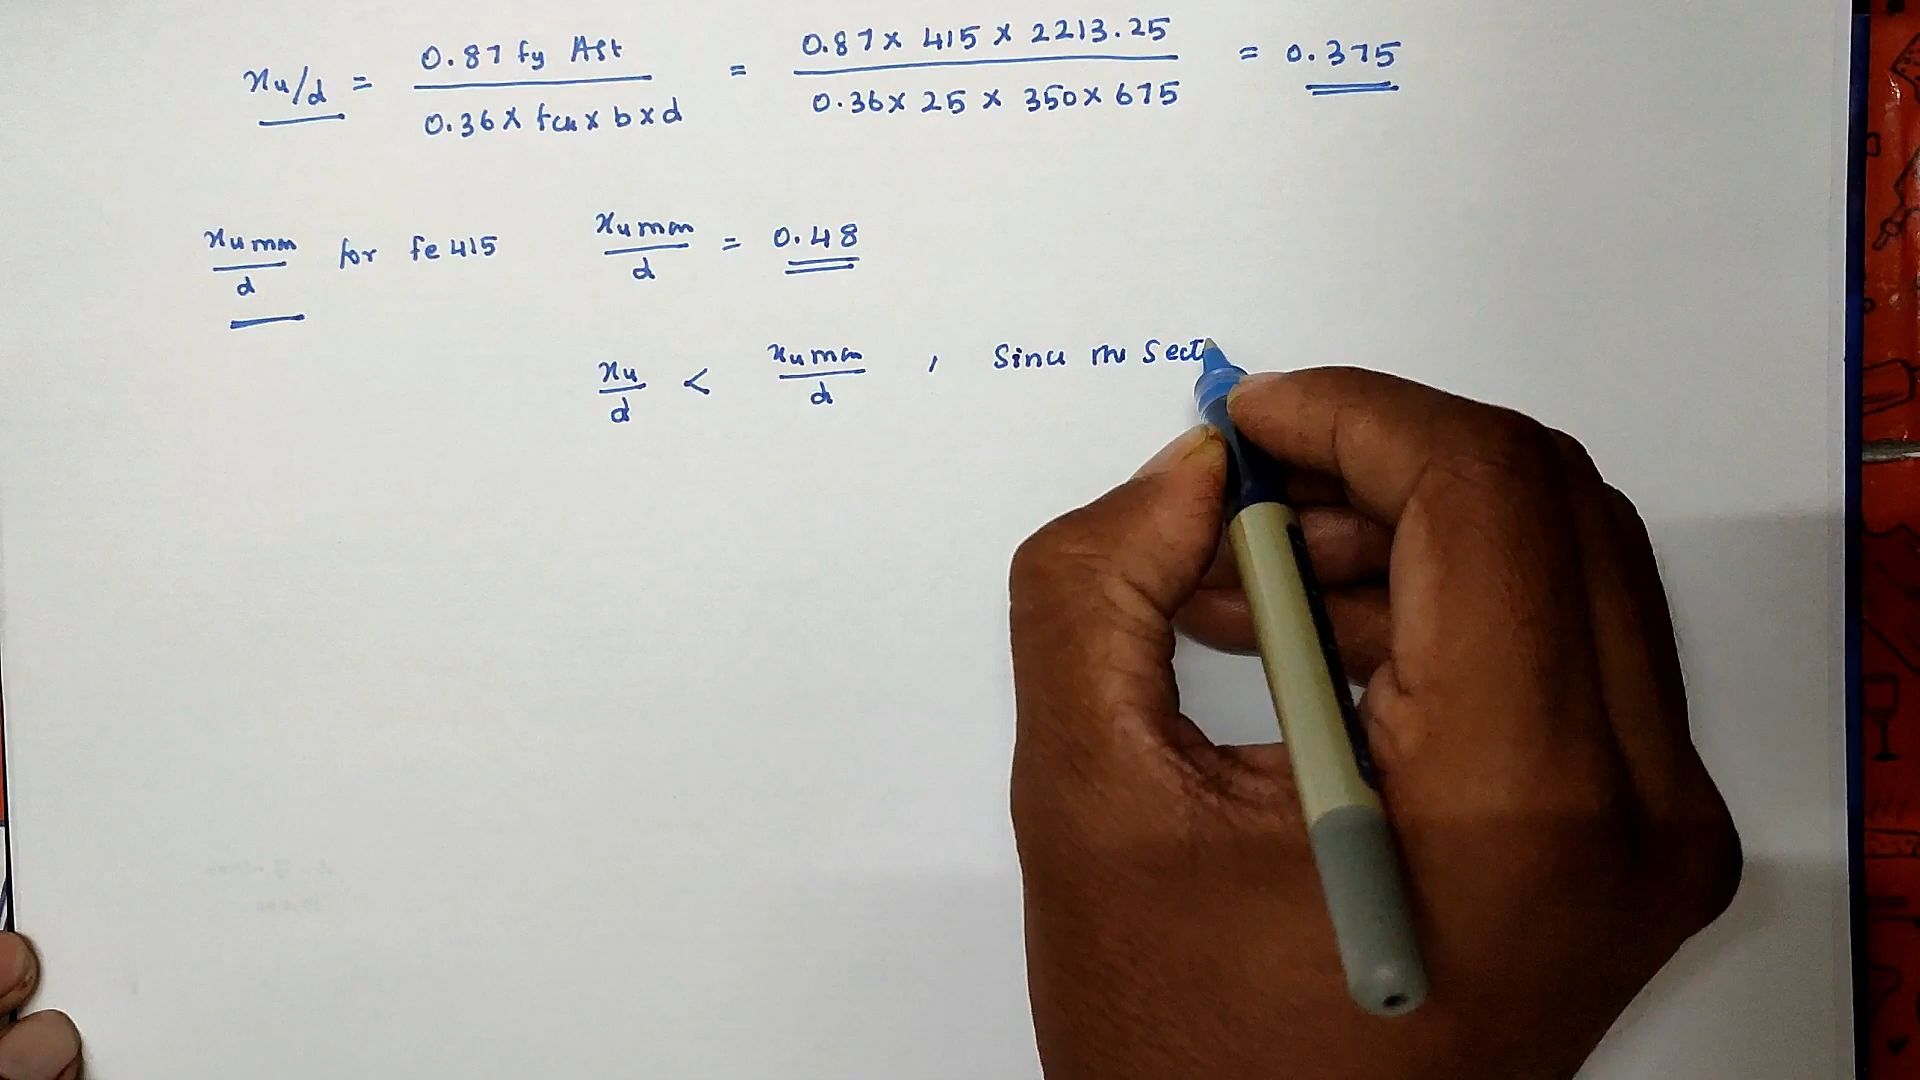 xu/d = 0.87 fy Ast / 0.36 x fck x b x d = 0.87 x 415 x 2213.25 / 0.36 x 25 x 350 x 675 = 0.375
xumax / d for fe 415 xumax / d = 0.48
xu / d < xumax / d , Since the Sect